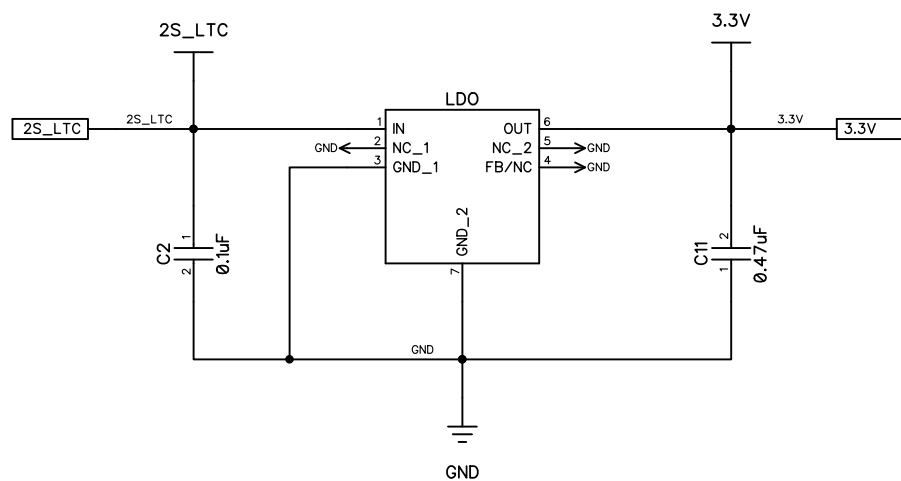 2S_LTC
3.3V
LDO
2S_LTC
2S_LTC
1
IN
OUT
6
3.3V
3.3V
GND
2
NC_1
NC_2
5
GND
3
GND_1
FB/NC
4
GND
GND_2
7
C2
1
2
0.1uF
C11
2
1
0.47uF
GND
GND